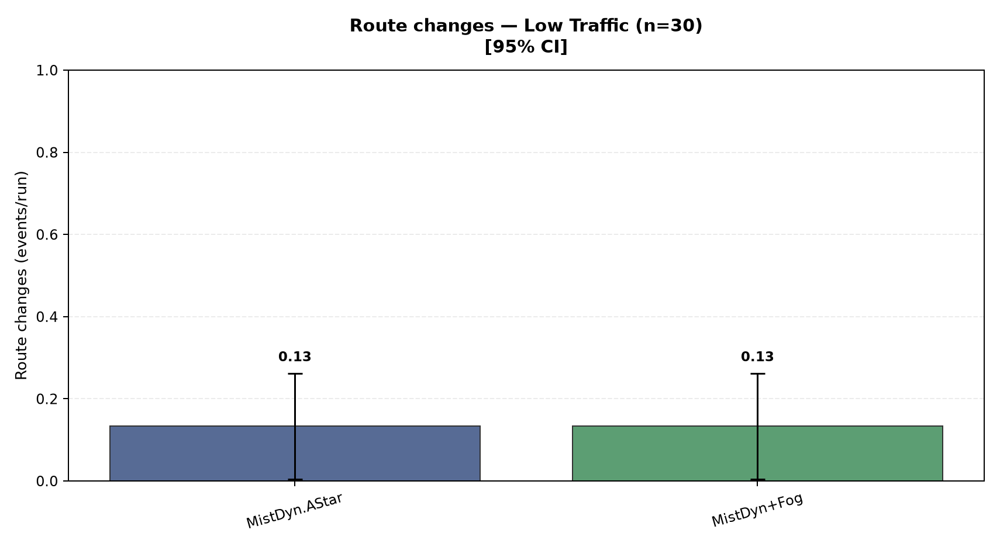 Route changes — Low Traffic (n=30)
[95% CI]
1.0
0.8
0.6
0.4
0.2
0.0
Route changes (events/run)
0.13
0.13
MistDyn.AStar
MistDyn+Fog